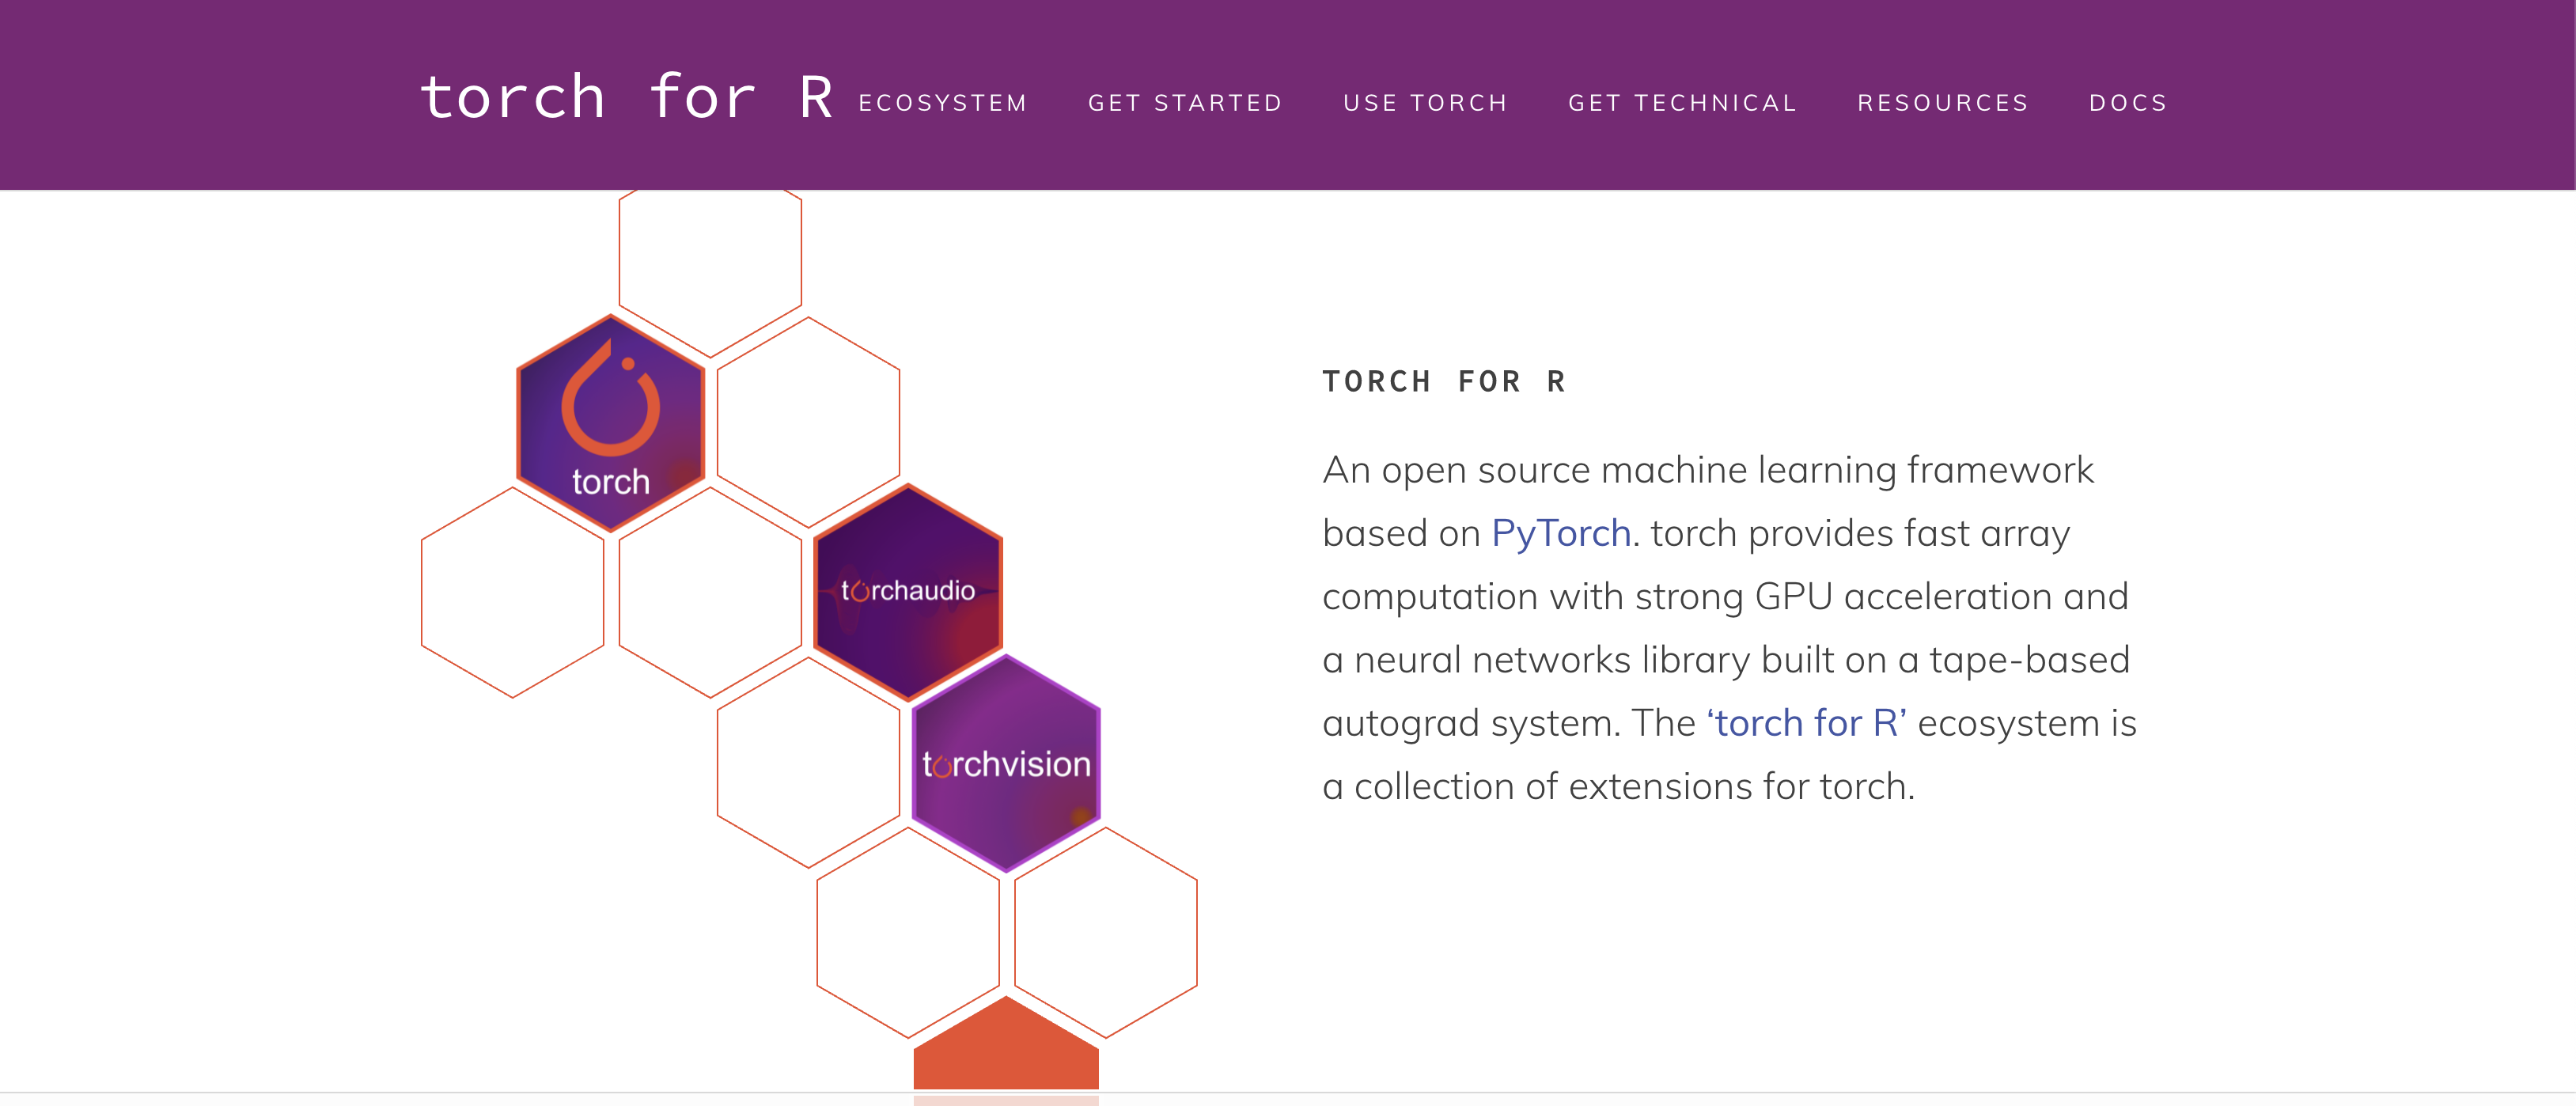 torch for R
ECOSYSTEM GET STARTED USE TORCH GET TECHNICAL RESOURCES DOCS
torch
torchaudio
torchvision
TORCH FOR R
An open source machine learning framework
based on PyTorch. torch provides fast array
computation with strong GPU acceleration and
a neural networks library built on a tape-based
autograd system. The ‘torch for R’ ecosystem is
a collection of extensions for torch.